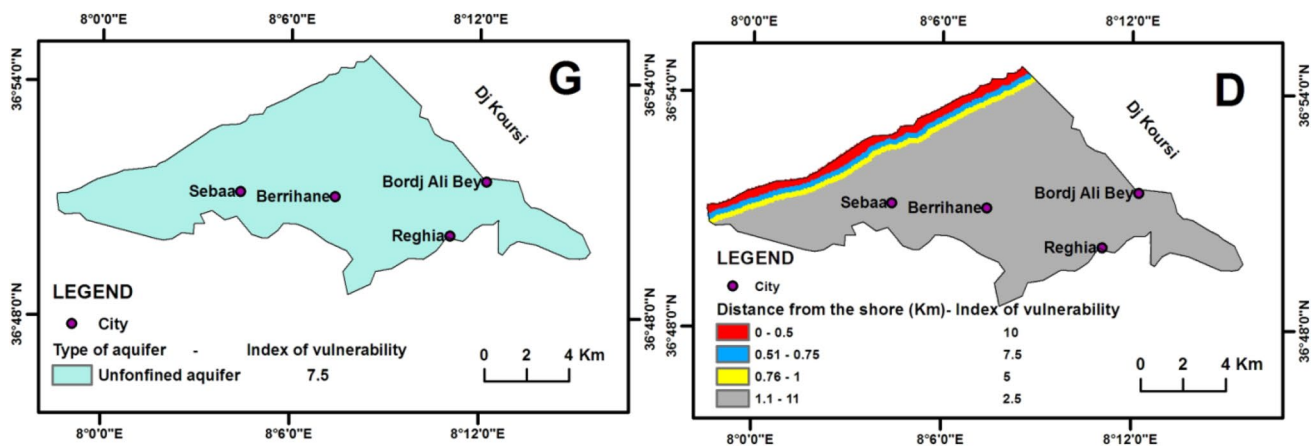 8°0'0"E 8°6'0"E 8°12'0"E
G
36°54'0"N
36°54'0"N
Dj Koursi
Bordj Ali Bey
Sebaa
Berrihane
Reghia
LEGEND
City
36°48'0"N
36°48'0"N
Type of aquifer - Index of vulnerability
Unfonfined aquifer 7.5
0 2 4 Km
8°0'0"E 8°6'0"E 8°12'0"E
8°0'0"E 8°6'0"E 8°12'0"E
D
36°54'0"N
36°54'0"N
Dj Koursi
Bordj Ali Bey
Sebaa
Berrihane
Reghia
LEGEND
City
36°48'0"N
36°48'0"N
Distance from the shore (Km)- Index of vulnerability
0 - 0.5 10
0.51 - 0.75 7.5
0.76 - 1 5
1.1 - 11 2.5
0 2 4 Km
8°0'0"E 8°6'0"E 8°12'0"E